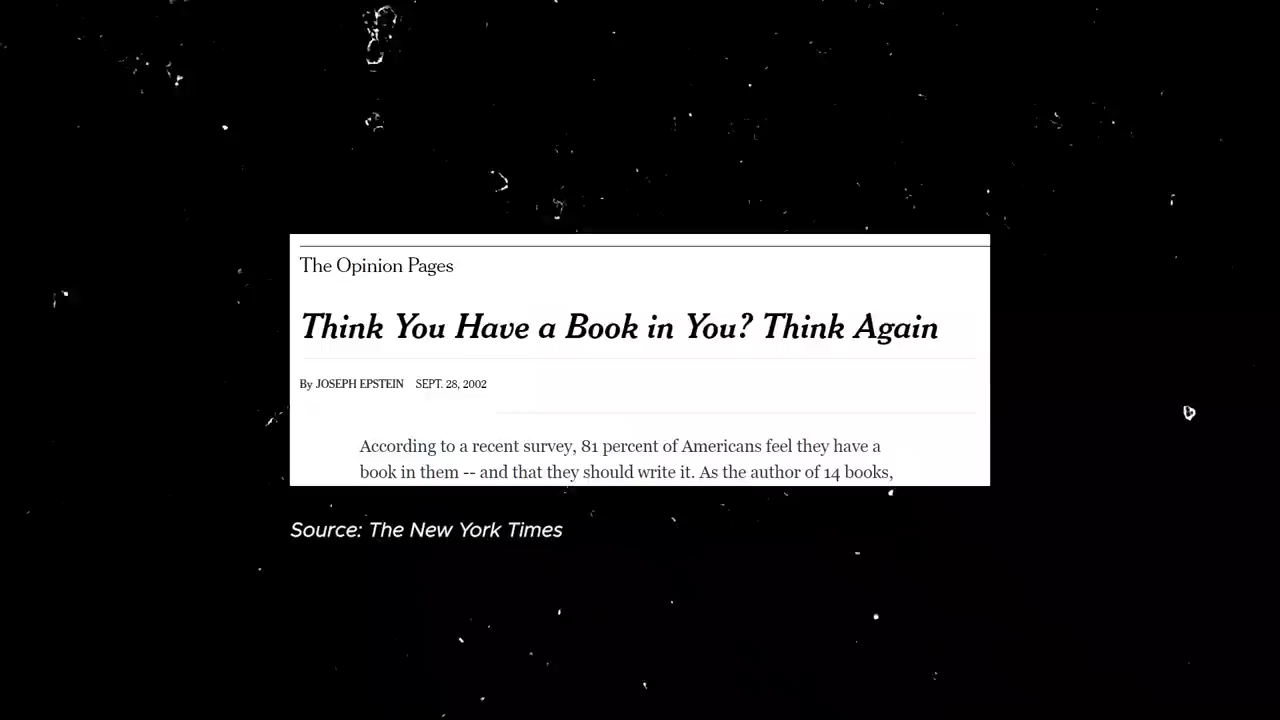 The Opinion Pages
Think You Have a Book in You? Think Again
By JOSEPH EPSTEIN SEPT. 28, 2002
According to a recent survey, 81 percent of Americans feel they have a
book in them -- and that they should write it. As the author of 14 books,
Source: The New York Times